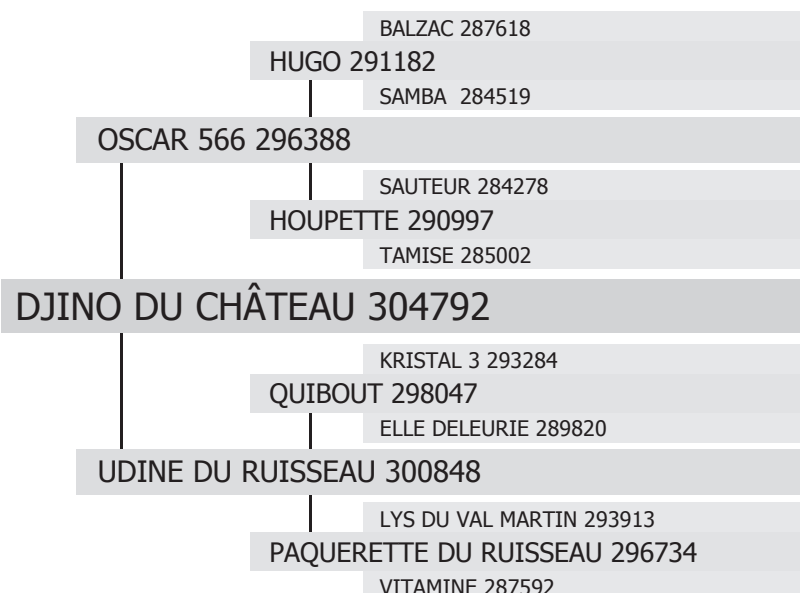 BALZAC 287618
HUGO 291182
SAMBA 284519
OSCAR 566 296388
SAUTEUR 284278
HOUPETTE 290997
TAMISE 285002
DJINO DU CHÂTEAU 304792
KRISTAL 3 293284
QUIBOUT 298047
ELLE DELEURIE 289820
UDINE DU RUISSEAU 300848
LYS DU VAL MARTIN 293913
PAQUERETTE DU RUISSEAU 296734
VITAMINE 287592